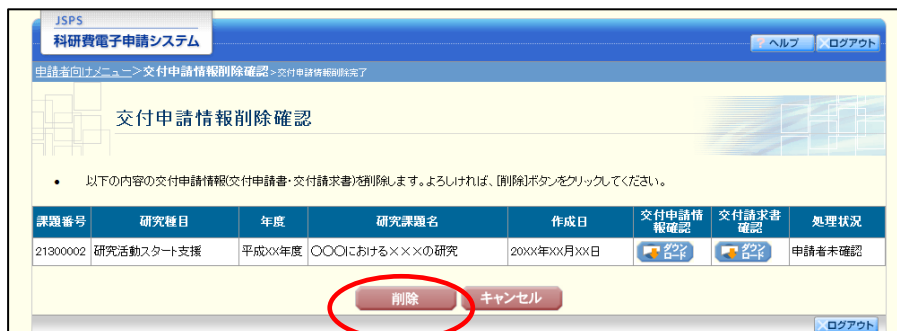 JSPS
科研費電子申請システム
? ヘルプ ×ログアウト
申請者向けメニュー>交付申請情報削除確認>交付申請情報削除完了
交付申請情報削除確認
• 以下の内容の交付申請情報(交付申請書・交付請求書)を削除します。よろしければ、[削除]ボタンをクリックしてください。
課題番号 研究種目 年度 研究課題名 作成日 交付申請情報確認 交付請求書確認 処理状況
21300002 研究活動スタート支援 平成XX年度 〇〇〇における×××の研究 20XX年XX月XX日 ダウンロード ダウンロード 申請者未確認
削除 キャンセル
×ログアウト